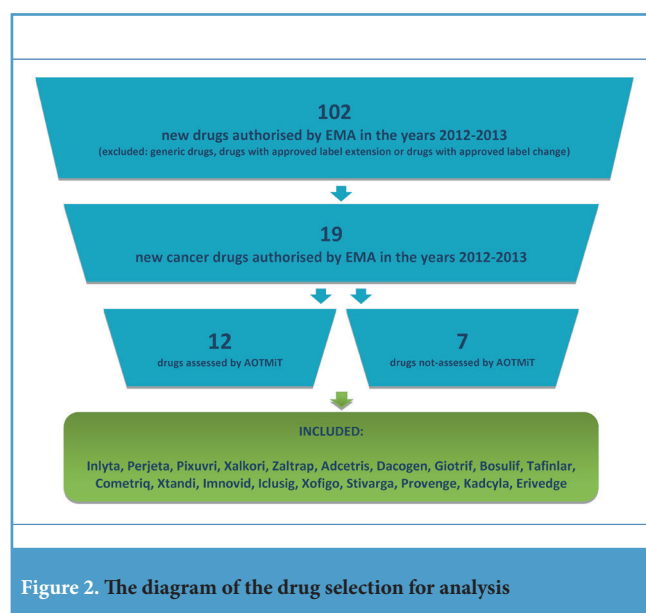 102
new drugs authorised by EMA in the years 2012-2013
(excluded: generic drugs, drugs with approved label extension or drugs with approved label change)
19
new cancer drugs authorised by EMA in the years 2012-2013
12
drugs assessed by AOTMiT
7
drugs not-assessed by AOTMiT
INCLUDED:
Inlyta, Perjeta, Pixuvri, Xalkori, Zaltrap, Adcetris, Dacogen, Giotrif, Bosulif, Tafinlar,
Cometriq, Xtandi, Imnovid, Iclusig, Xofigo, Stivarga, Provenge, Kadcyla, Erivedge
Figure 2. The diagram of the drug selection for analysis